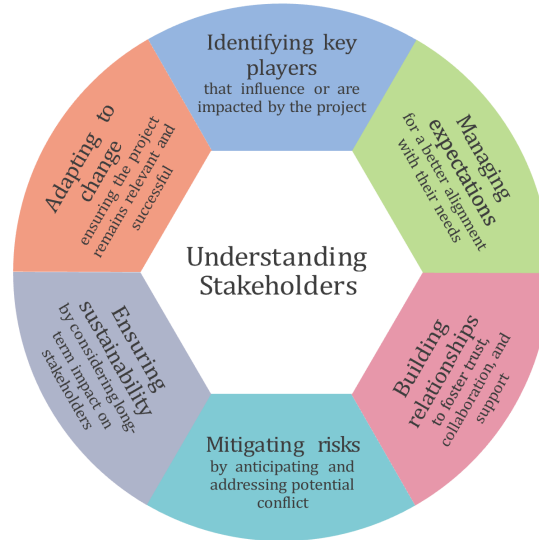 Identifying key
players
that influence or are
impacted by the project
Managing
expectations
for a better alignment
with their needs
Building
relationships
to foster trust,
collaboration, and
support
Mitigating risks
by anticipating and
addressing potential
conflict
Ensuring
sustainability
by considering long-
term impact on
stakeholders
Adapting to
change
ensuring the project
remains relevant and
successful
Understanding
Stakeholders